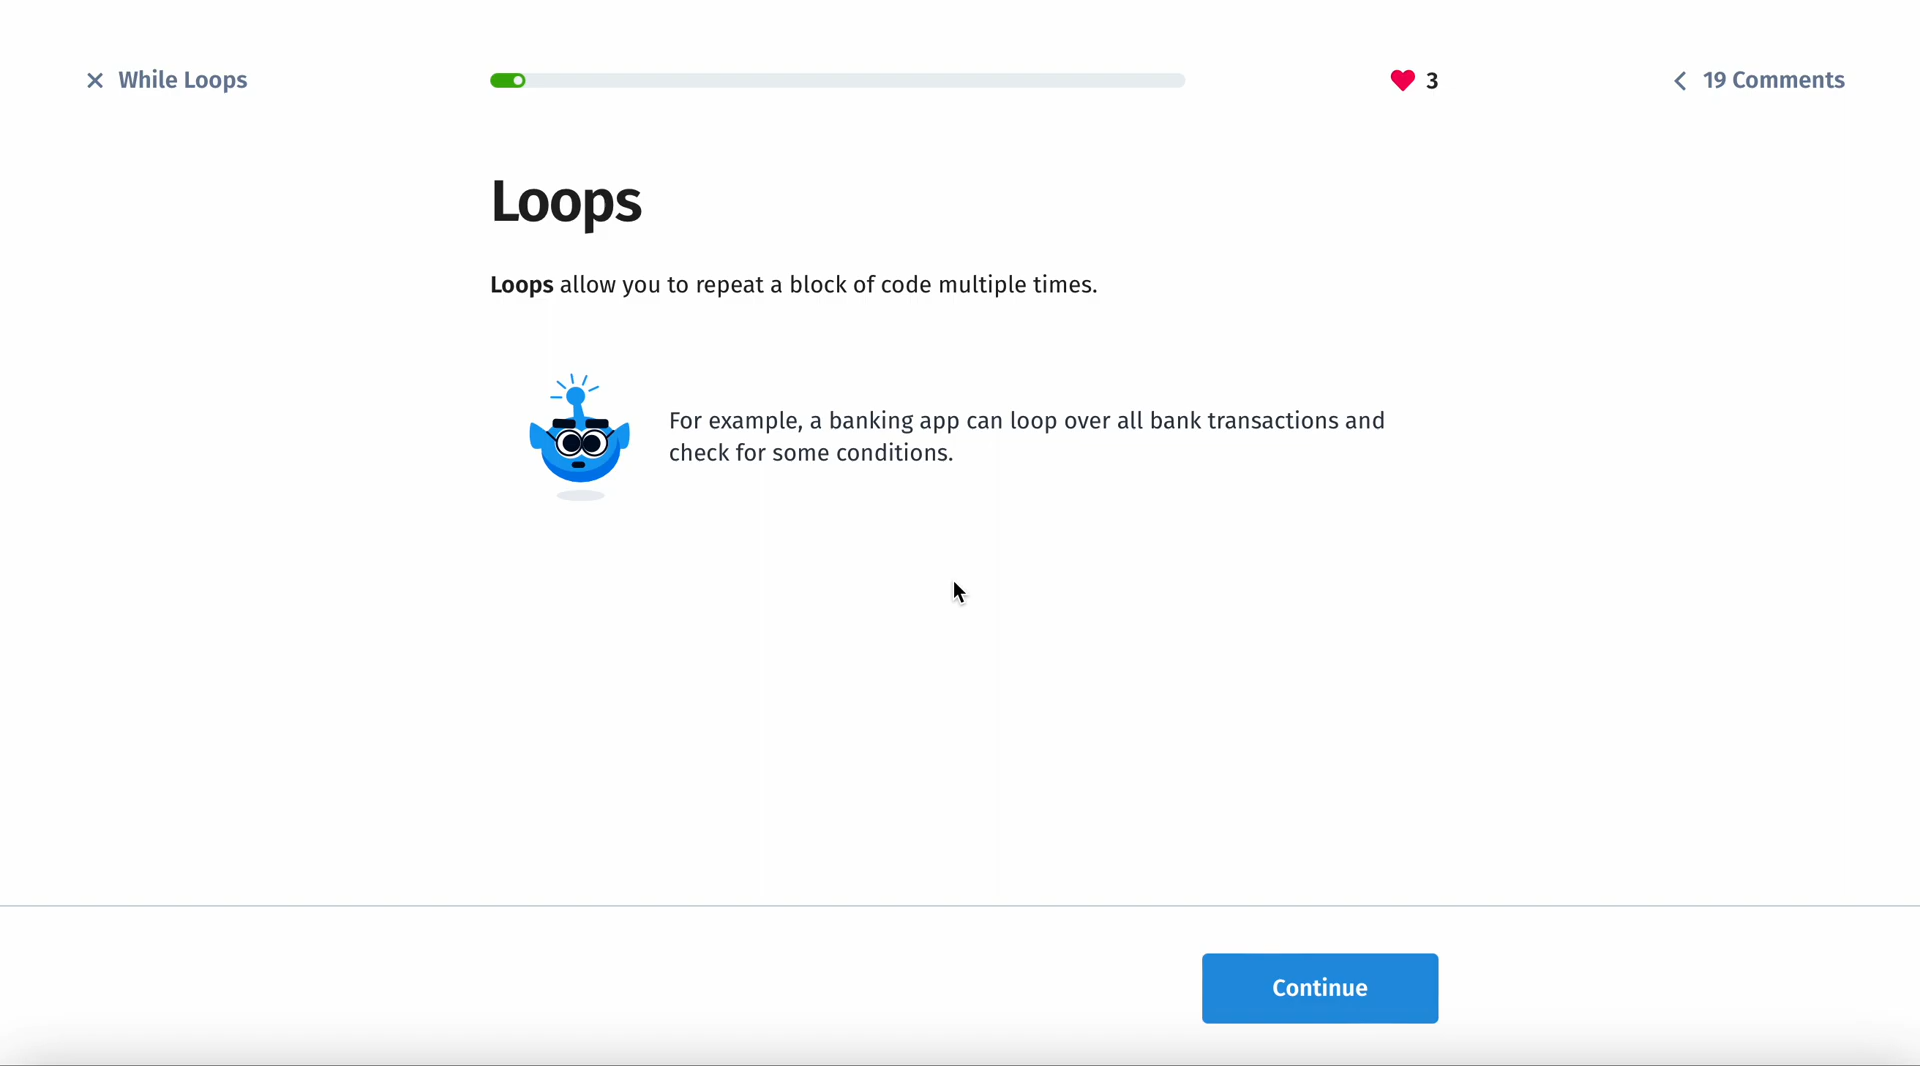 While Loops
3
19 Comments
Loops
Loops allow you to repeat a block of code multiple times.
For example, a banking app can loop over all bank transactions and
check for some conditions.
Continue